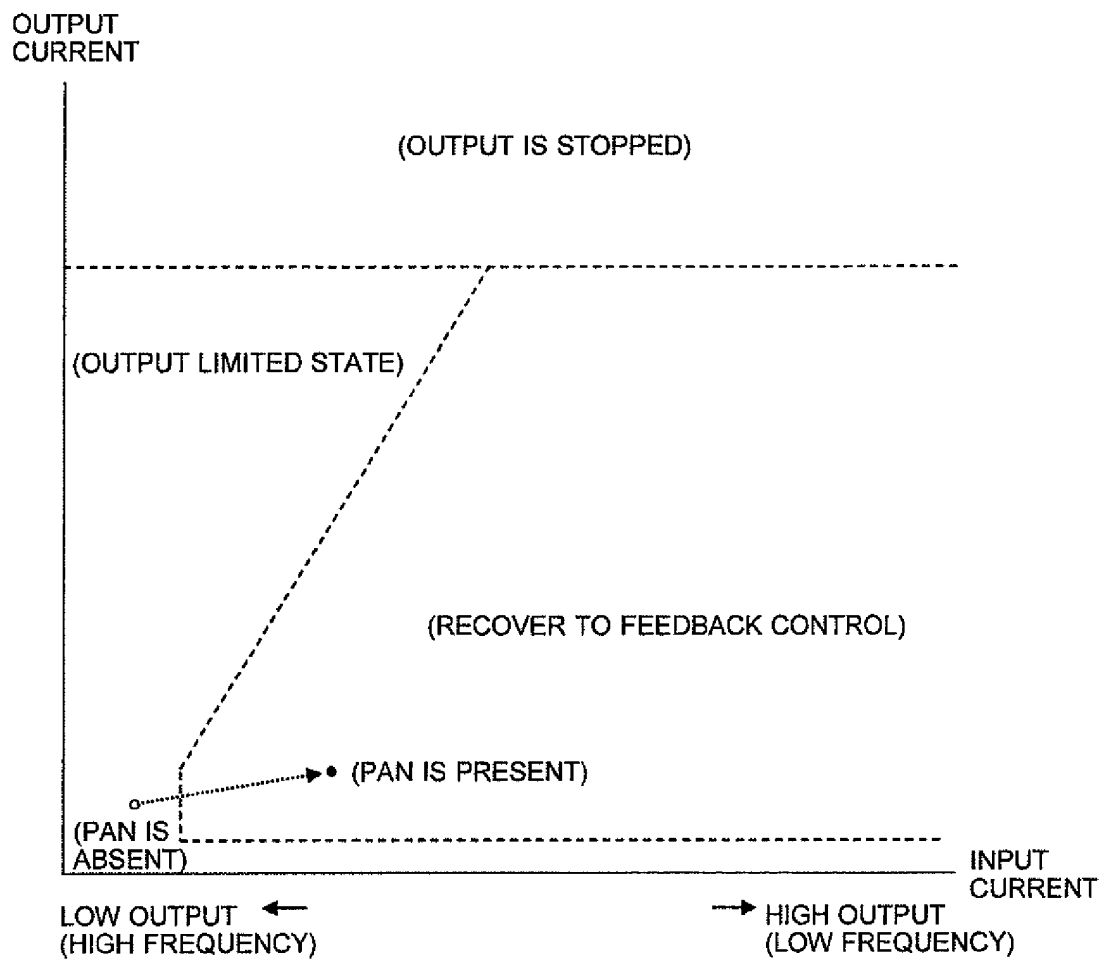 OUTPUT
CURRENT
(OUTPUT IS STOPPED)
(OUTPUT LIMITED STATE)
(RECOVER TO FEEDBACK CONTROL)
(PAN IS PRESENT)
(PAN IS
ABSENT)
INPUT
CURRENT
LOW OUTPUT
(HIGH FREQUENCY)
HIGH OUTPUT
(LOW FREQUENCY)